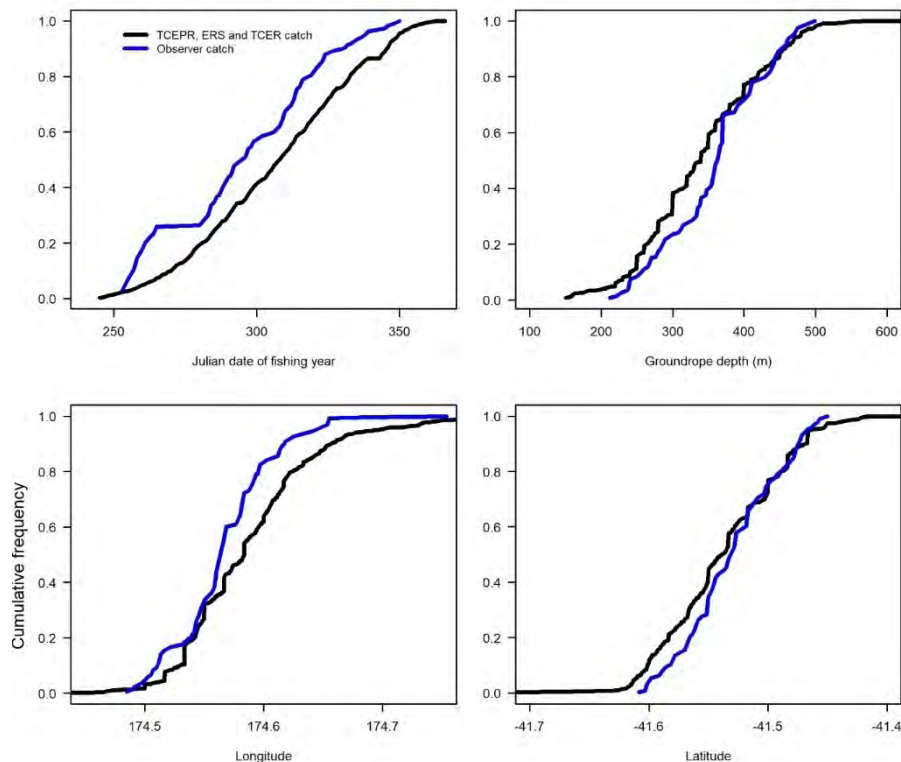 1.0
0.8
0.6
0.4
0.2
0.0
TCEPR, ERS and TCER catch
Observer catch
250 300 350
Julian date of fishing year
1.0
0.8
0.6
0.4
0.2
0.0
100 200 300 400 500 600
Groundrope depth (m)
Cumulative frequency
1.0
0.8
0.6
0.4
0.2
0.0
174.5 174.6 174.7
Longitude
1.0
0.8
0.6
0.4
0.2
0.0
-41.7 -41.6 -41.5 -41.4
Latitude